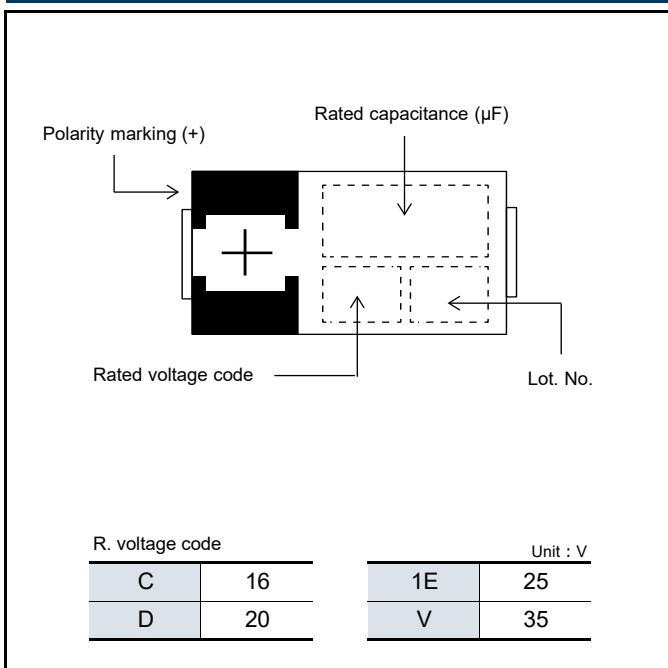 Rated capacitance (µF)
Polarity marking (+)
+
Rated voltage code
Lot. No.
R. voltage code
Unit : V
C 16 1E 25
D 20 V 35